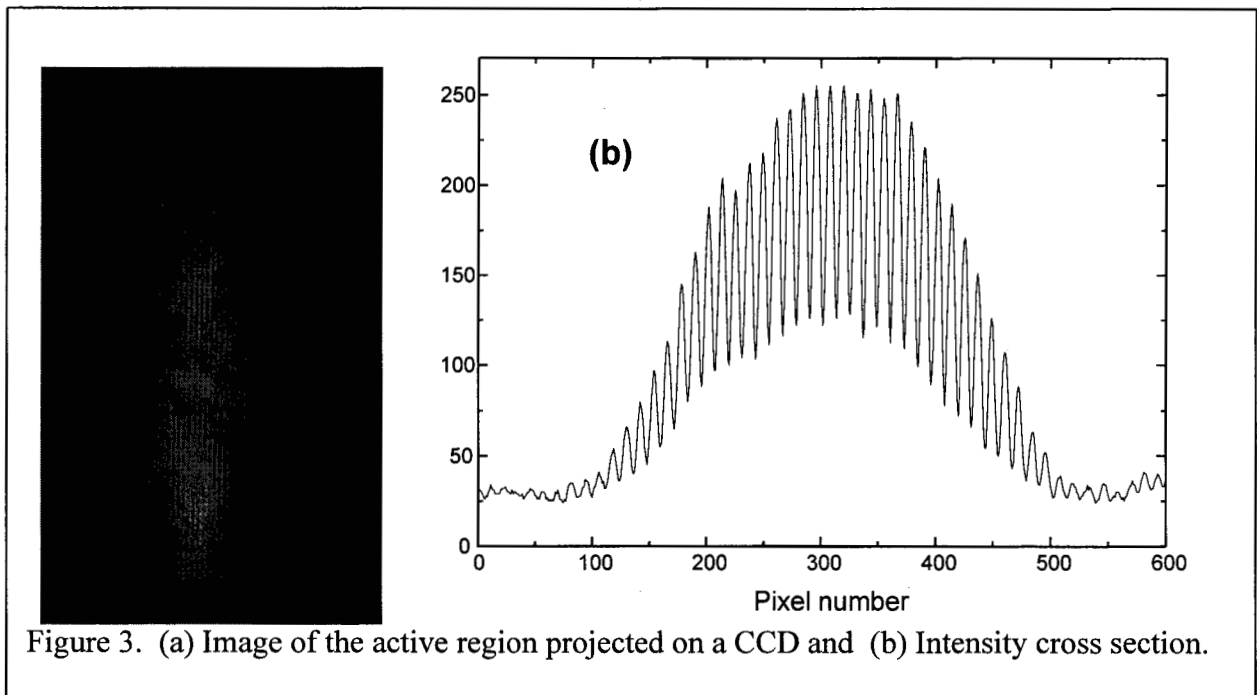 250
200
150
100
50
0
(b)
0 100 200 300 400 500 600
Pixel number
Figure 3. (a) Image of the active region projected on a CCD and (b) Intensity cross section.